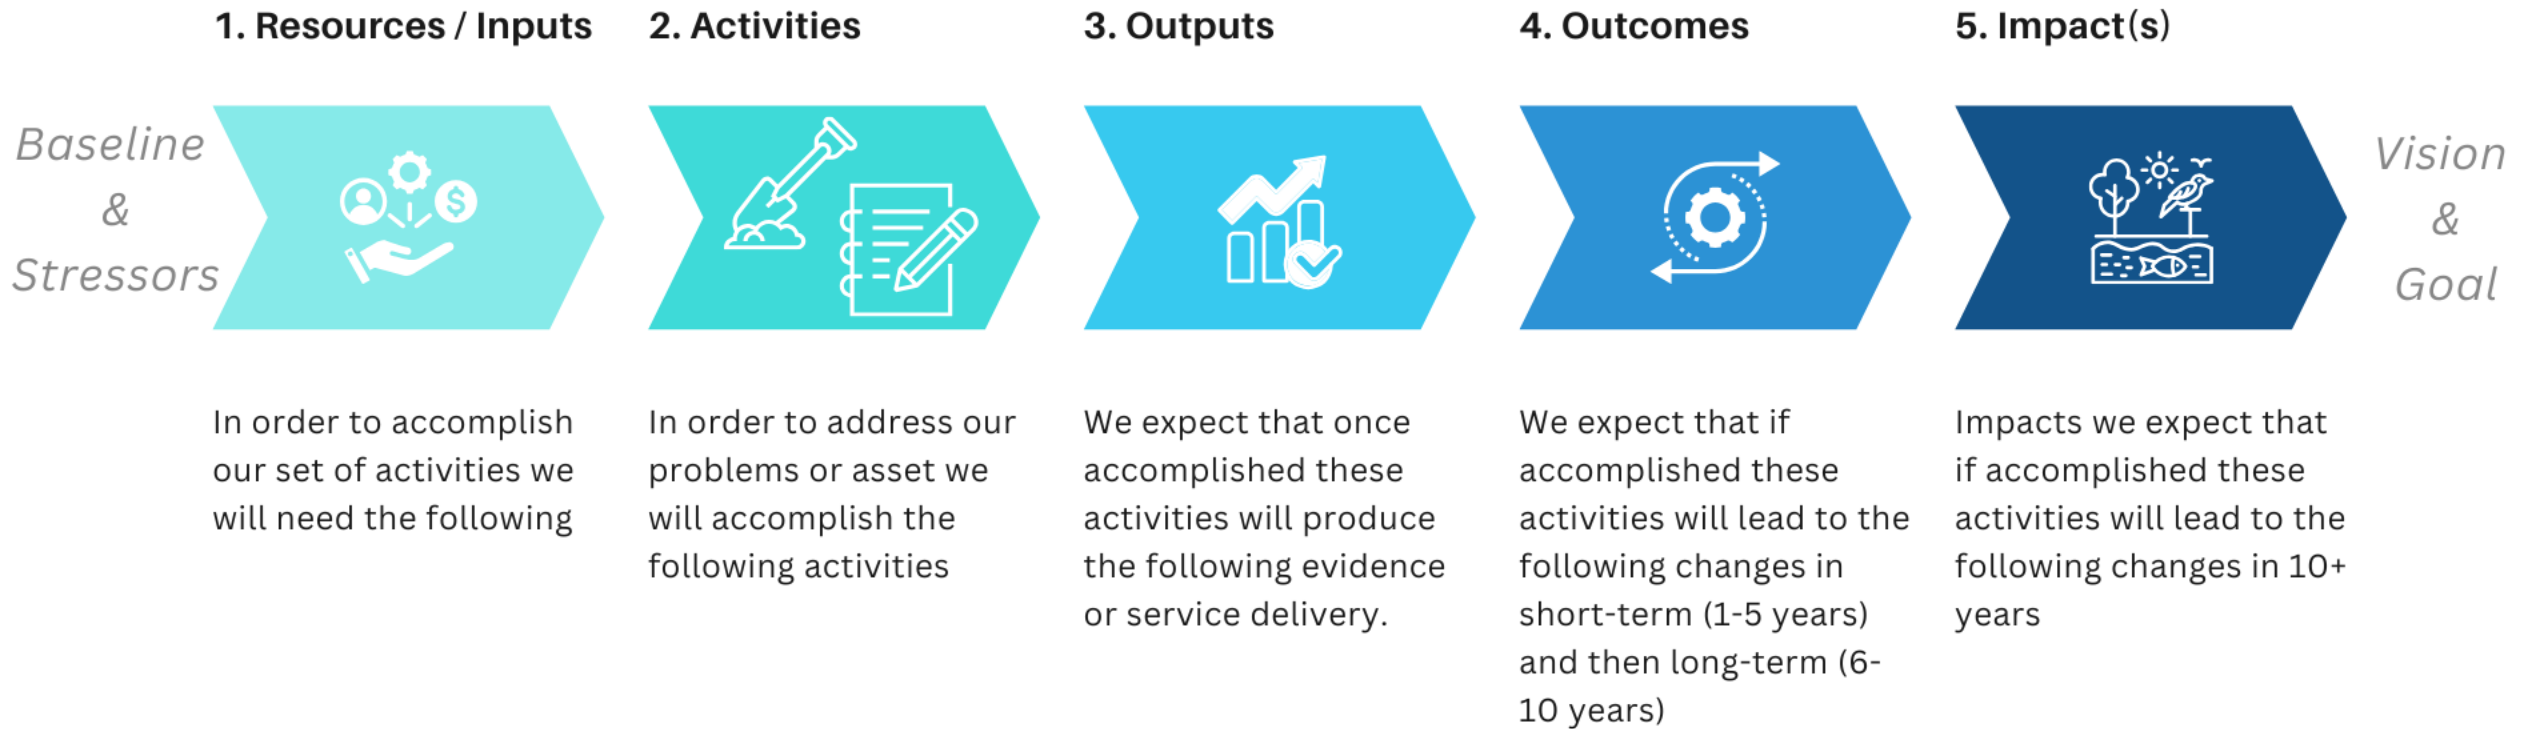 1. Resources / Inputs
2. Activities
3. Outputs
4. Outcomes
5. Impact(s)
Baseline
&
Stressors
$
Vision
&
Goal
In order to accomplish
our set of activities we
will need the following
In order to address our
problems or asset we
will accomplish the
following activities
We expect that once
accomplished these
activities will produce
the following evidence
or service delivery.
We expect that if
accomplished these
activities will lead to the
following changes in
short-term (1-5 years)
and then long-term (6-
10 years)
Impacts we expect that
if accomplished these
activities will lead to the
following changes in 10+
years